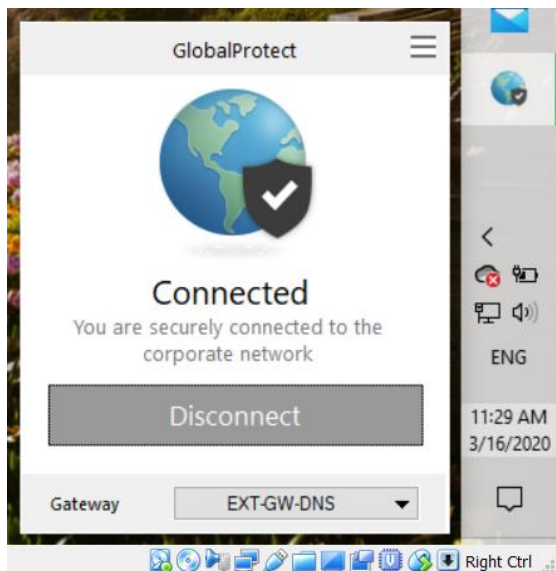 GlobalProtect
Connected
You are securely connected to the
corporate network
Disconnect
Gateway
EXT-GW-DNS
ENG
11:29 AM
3/16/2020
Right Ctrl